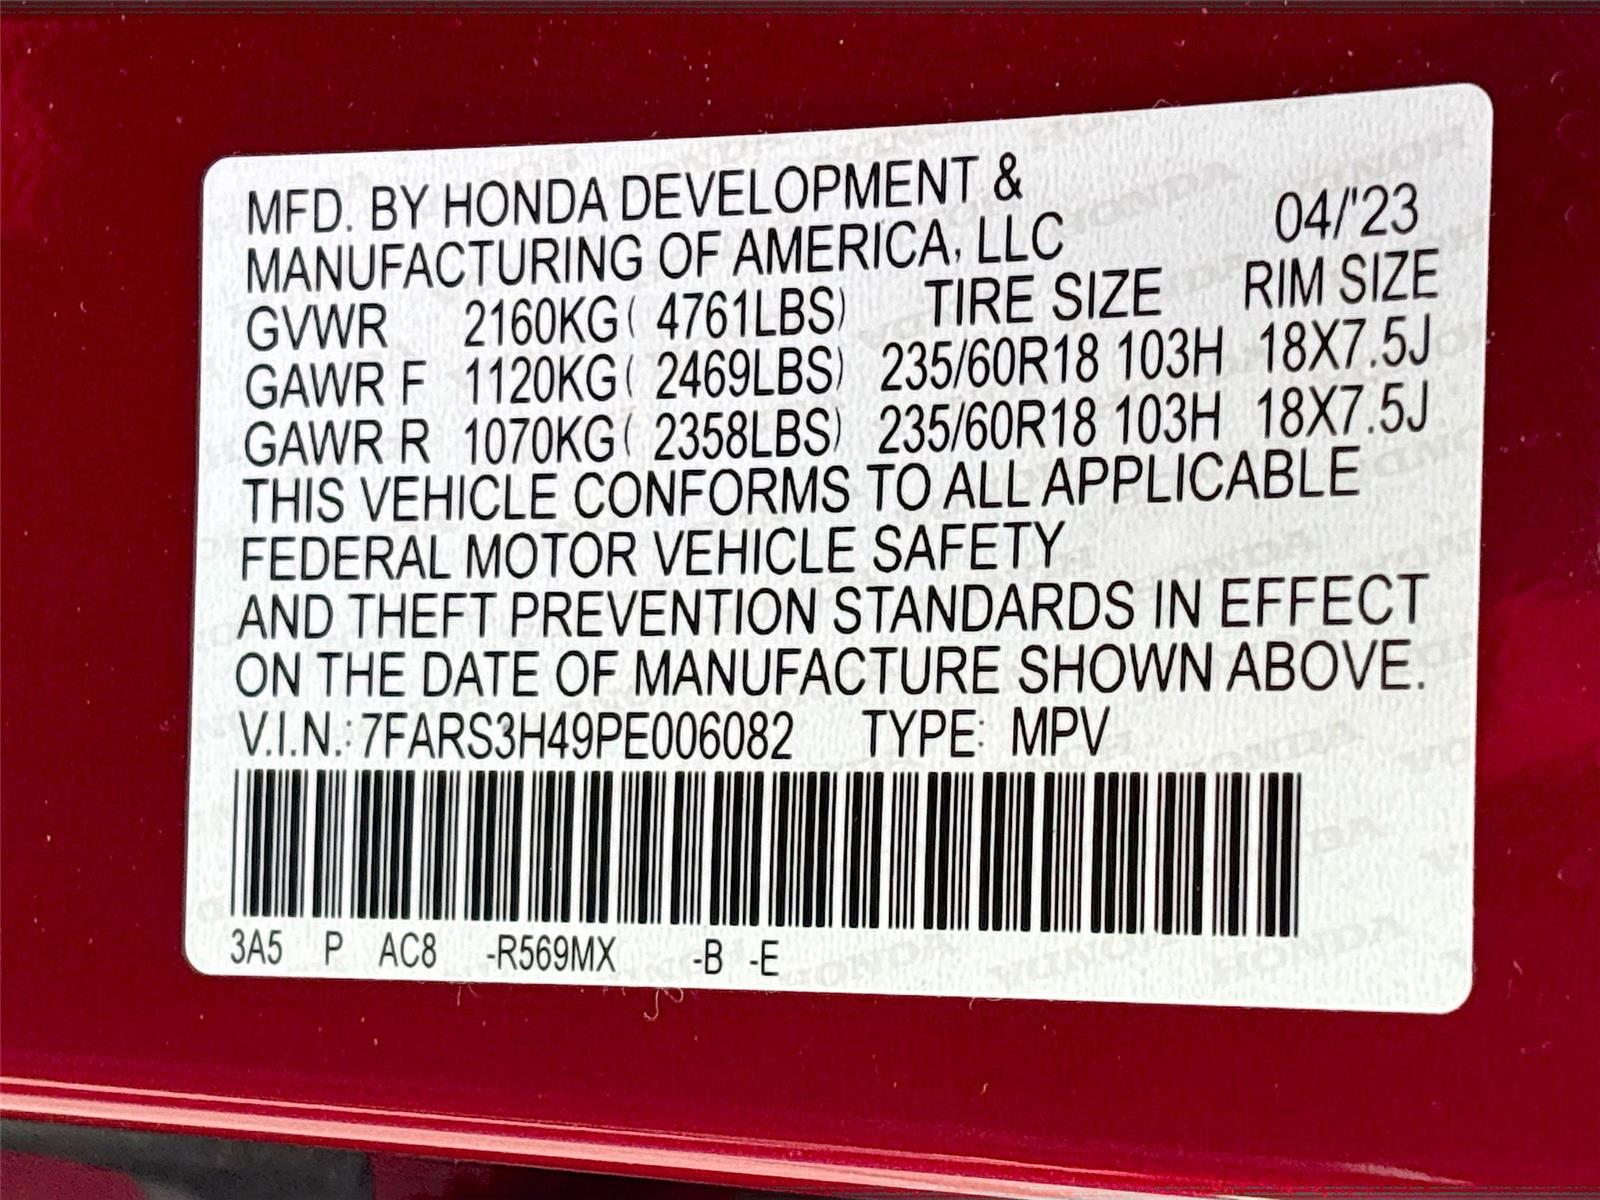 MFD. BY HONDA DEVELOPMENT &
MANUFACTURING OF AMERICA, LLC 04/'23
GVWR 2160KG( 4761LBS) TIRE SIZE RIM SIZE
GAWR F 1120KG( 2469LBS) 235/60R18 103H 18X7.5J
GAWR R 1070KG( 2358LBS) 235/60R18 103H 18X7.5J
THIS VEHICLE CONFORMS TO ALL APPLICABLE
FEDERAL MOTOR VEHICLE SAFETY
AND THEFT PREVENTION STANDARDS IN EFFECT
ON THE DATE OF MANUFACTURE SHOWN ABOVE.
V.I.N.: 7FARS3H49PE006082 TYPE: MPV
3A5 P AC8 -R569MX -B -E